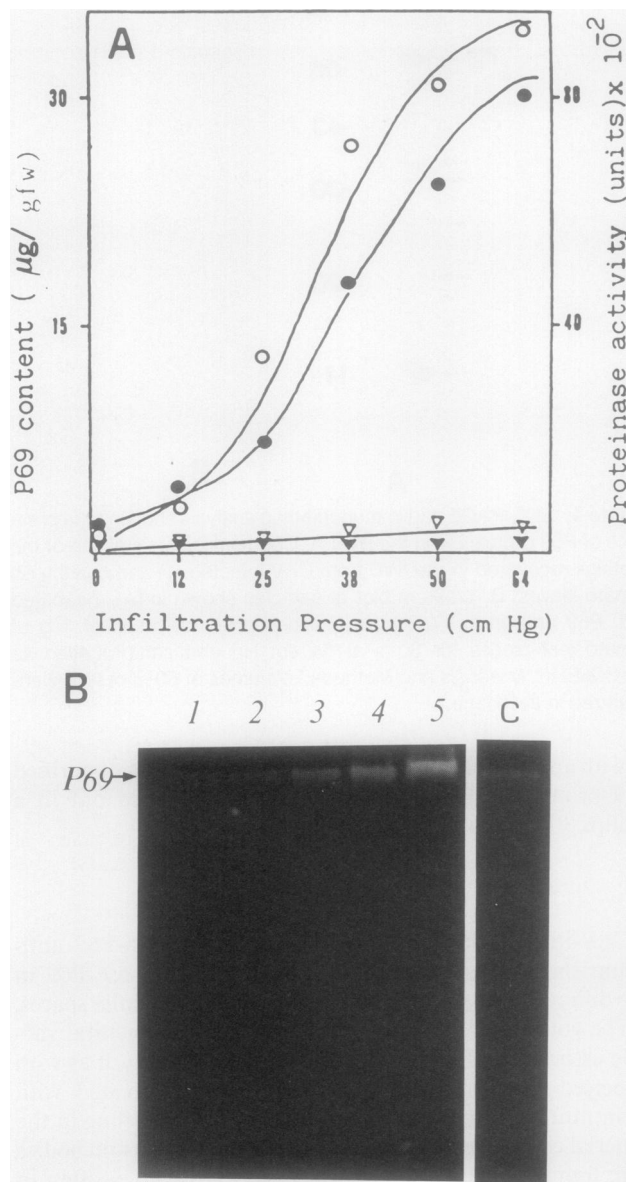 A
P69 content ( µg/ gfw)
30
15
80
40
Proteinase activity (units)x 10-2
0 12 25 38 50 64
Infiltration Pressure (cm Hg)
B
1 2 3 4 5 C
P69→